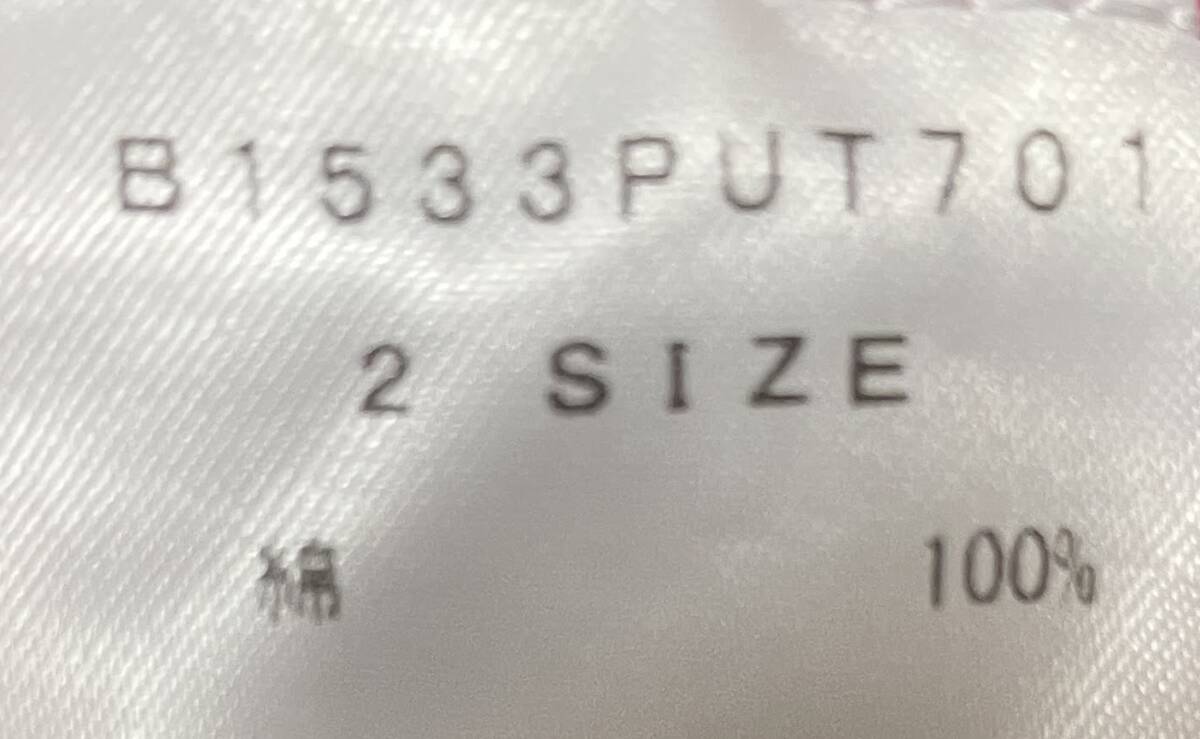 B1533PUT701
2 SIZE
綿 100%